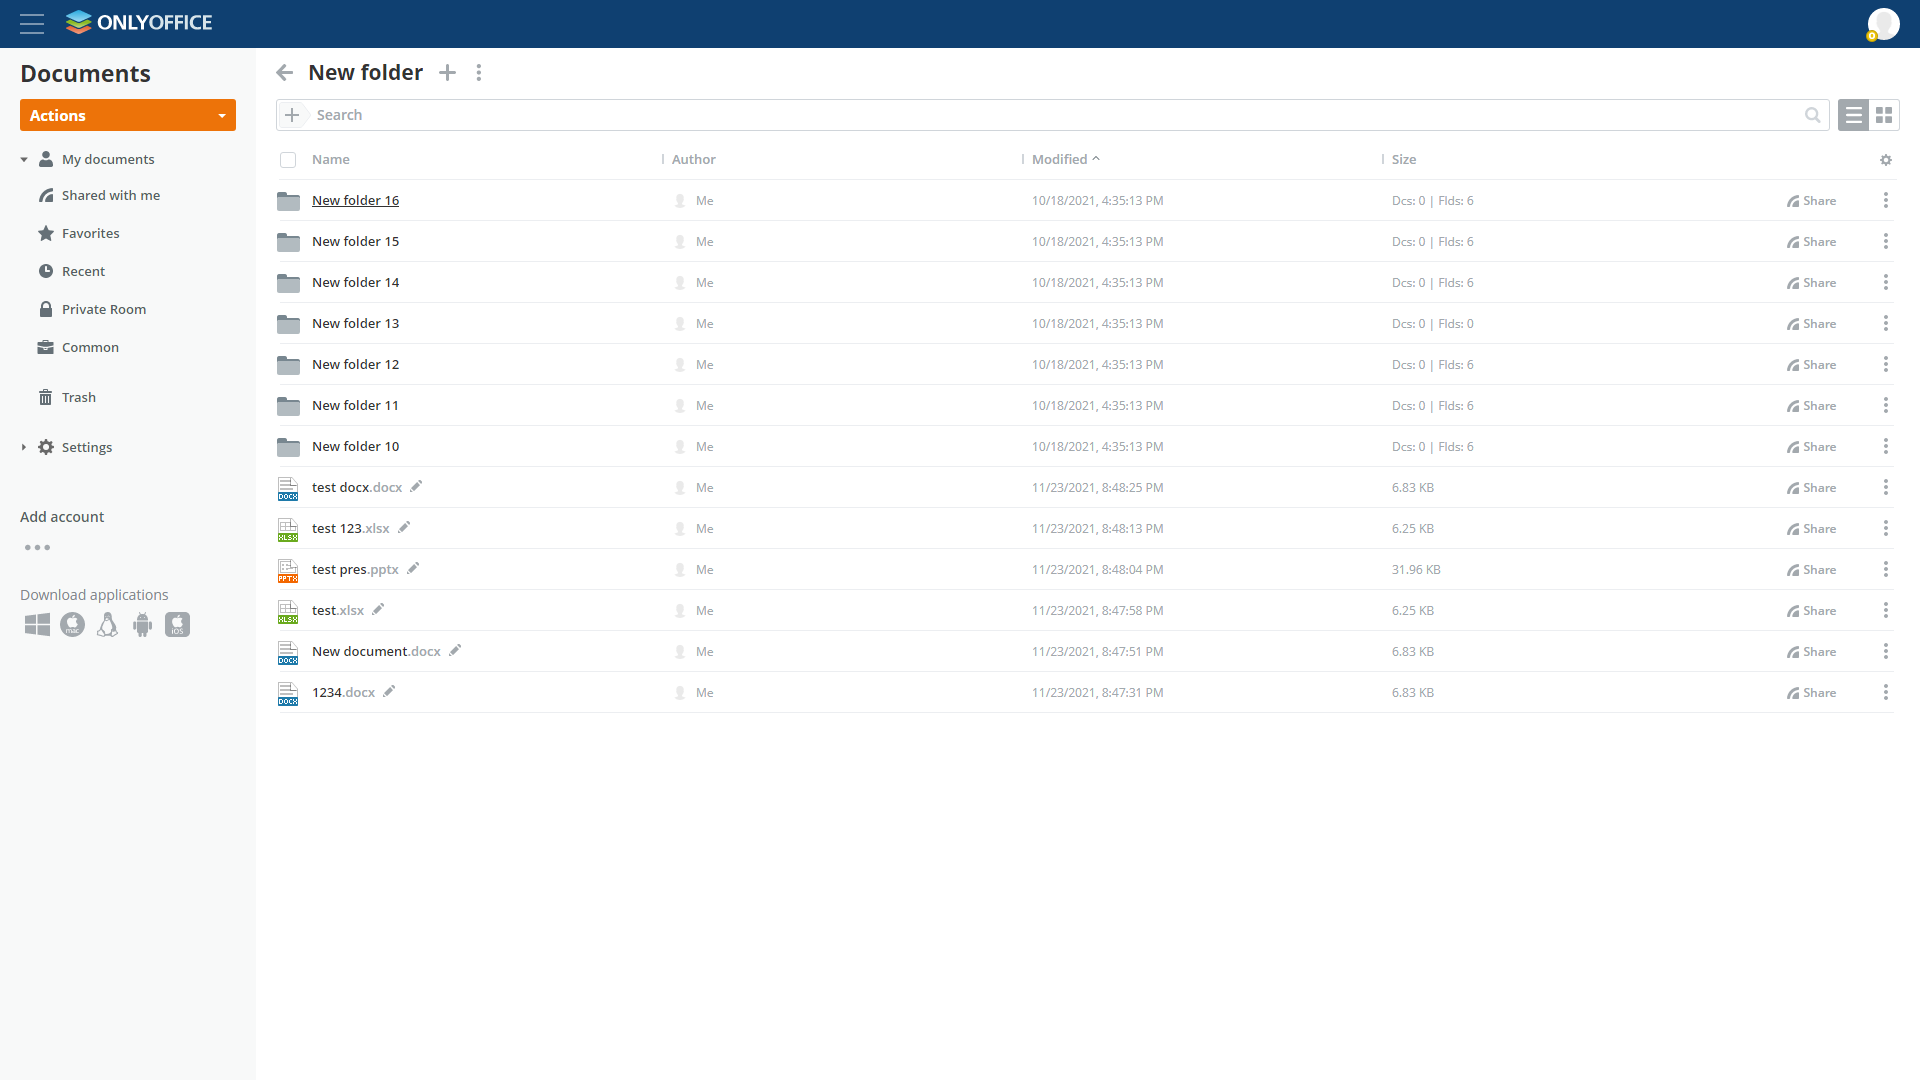 ONLYOFFICE
Documents
Actions
My documents
Shared with me
Favorites
Recent
Private Room
Common
Trash
Settings
Add account
Download applications
mac
iOS
New folder
Search
Name Author Modified Size
New folder 16 Me 10/18/2021, 4:35:13 PM Dcs: 0 | Flds: 6 Share
New folder 15 Me 10/18/2021, 4:35:13 PM Dcs: 0 | Flds: 6 Share
New folder 14 Me 10/18/2021, 4:35:13 PM Dcs: 0 | Flds: 6 Share
New folder 13 Me 10/18/2021, 4:35:13 PM Dcs: 0 | Flds: 0 Share
New folder 12 Me 10/18/2021, 4:35:13 PM Dcs: 0 | Flds: 6 Share
New folder 11 Me 10/18/2021, 4:35:13 PM Dcs: 0 | Flds: 6 Share
New folder 10 Me 10/18/2021, 4:35:13 PM Dcs: 0 | Flds: 6 Share
DOCX test docx.docx Me 11/23/2021, 8:48:25 PM 6.83 KB Share
XLSX test 123.xlsx Me 11/23/2021, 8:48:13 PM 6.25 KB Share
PPTX test pres.pptx Me 11/23/2021, 8:48:04 PM 31.96 KB Share
XLSX test.xlsx Me 11/23/2021, 8:47:58 PM 6.25 KB Share
DOCX New document.docx Me 11/23/2021, 8:47:51 PM 6.83 KB Share
DOCX 1234.docx Me 11/23/2021, 8:47:31 PM 6.83 KB Share